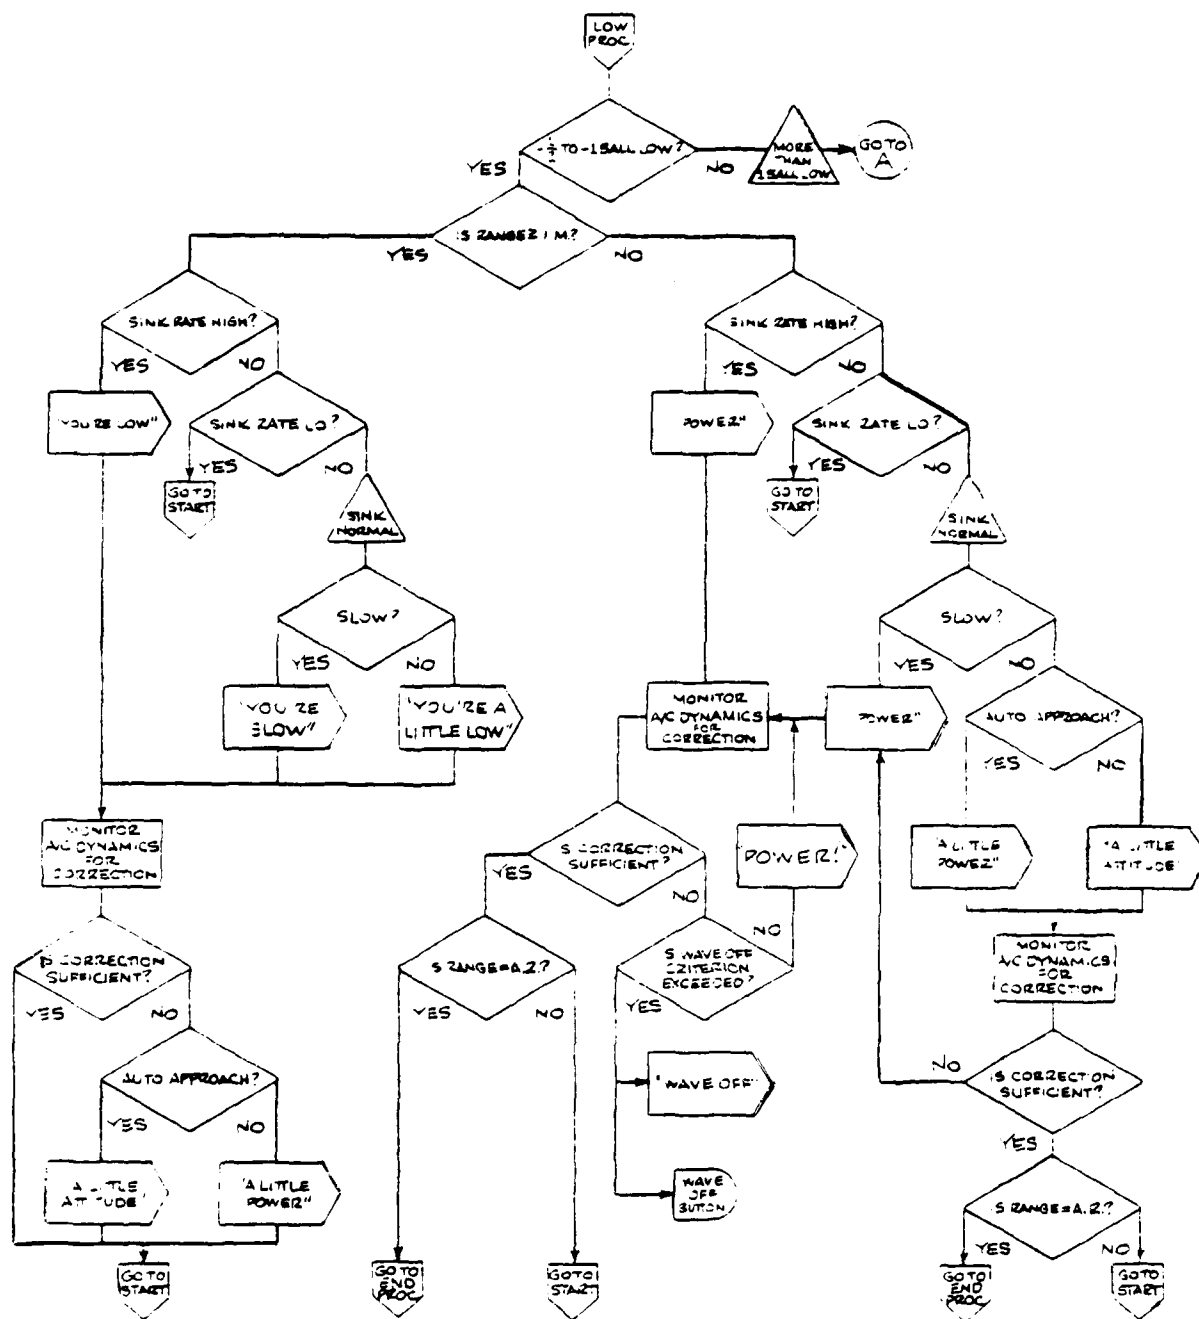 LOW
PROC
-½ TO -1 BALL LOW?
YES
NO
MORE
THAN
1 BALL LOW
GO TO
A
IS RANGE ≥ 1 M.?
YES
NO
SINK RATE HIGH?
YES
NO
SINK RATE HIGH?
YES
NO
"YOU'RE LOW"
SINK RATE LO?
YES
NO
"POWER"
SINK RATE LO?
YES
NO
GO TO
START
SINK
NORMAL
GO TO
START
SINK
NORMAL
SLOW?
YES
NO
SLOW?
YES
NO
"YOU'RE
SLOW"
"YOU'RE A
LITTLE LOW"
MONITOR
A/C DYNAMICS
FOR
CORRECTION
"POWER"
AUTO APPROACH?
YES
NO
MONITOR
A/C DYNAMICS
FOR
CORRECTION
IS CORRECTION
SUFFICIENT?
YES
NO
"POWER!"
"A LITTLE
POWER"
"A LITTLE
ATTITUDE"
IS CORRECTION
SUFFICIENT?
YES
NO
IS RANGE = A.R.?
YES
NO
IS WAVE OFF
CRITERION
EXCEEDED?
NO
YES
MONITOR
A/C DYNAMICS
FOR
CORRECTION
AUTO APPROACH?
YES
NO
"WAVE OFF"
IS CORRECTION
SUFFICIENT?
NO
YES
"A LITTLE
ATTITUDE"
"A LITTLE
POWER"
WAVE
OFF
BUTTON
IS RANGE = A.R.?
YES
NO
GO TO
START
GO TO
END
PROC
GO TO
START
GO TO
END
PROC
GO TO
START